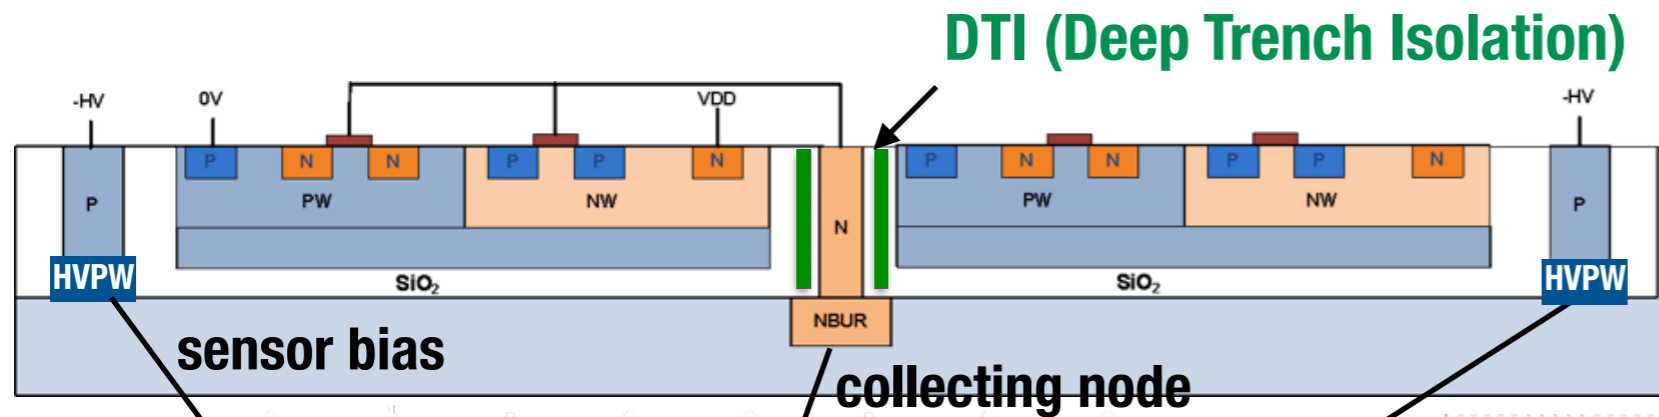 DTI (Deep Trench Isolation)
-HV 0V VDD -HV
P N N P P N P N N P P N
P PW NW N PW NW P
HVPW SiO₂ SiO₂ HVPW
NBUR
sensor bias
collecting node